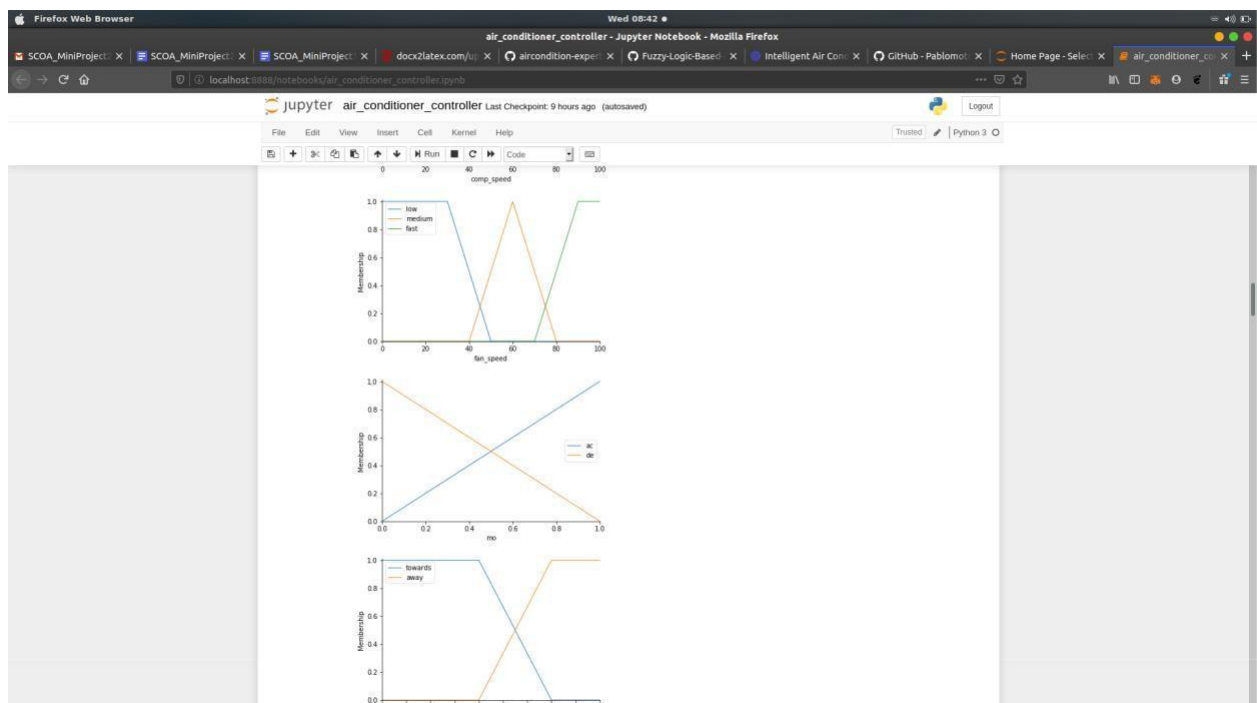 Firefox Web Browser
Wed 08:42
air_conditioner_controller - Jupyter Notebook - Mozilla Firefox
SCOA_MiniProject
SCOA_MiniProject
SCOA_MiniProject
docx2latex.com/up
aircondition-expert
Fuzzy-Logic-Based-
Intelligent Air Cond
GitHub - Pablomot
Home Page - Select
air_conditioner_con
localhost:8888/notebooks/air_conditioner_controller.ipynb
jupyter air_conditioner_controller Last Checkpoint: 9 hours ago (autosaved)
Logout
File Edit View Insert Cell Kernel Help
Trusted Python 3
Run Code
0 20 40 60 80 100
comp_speed
1.0
0.8
0.6
0.4
0.2
0.0
Membership
low
medium
fast
0 20 40 60 80 100
fan_speed
1.0
0.8
0.6
0.4
0.2
0.0
Membership
ac
de
0.0 0.2 0.4 0.6 0.8 1.0
mo
1.0
0.8
0.6
0.4
0.2
0.0
Membership
towards
away